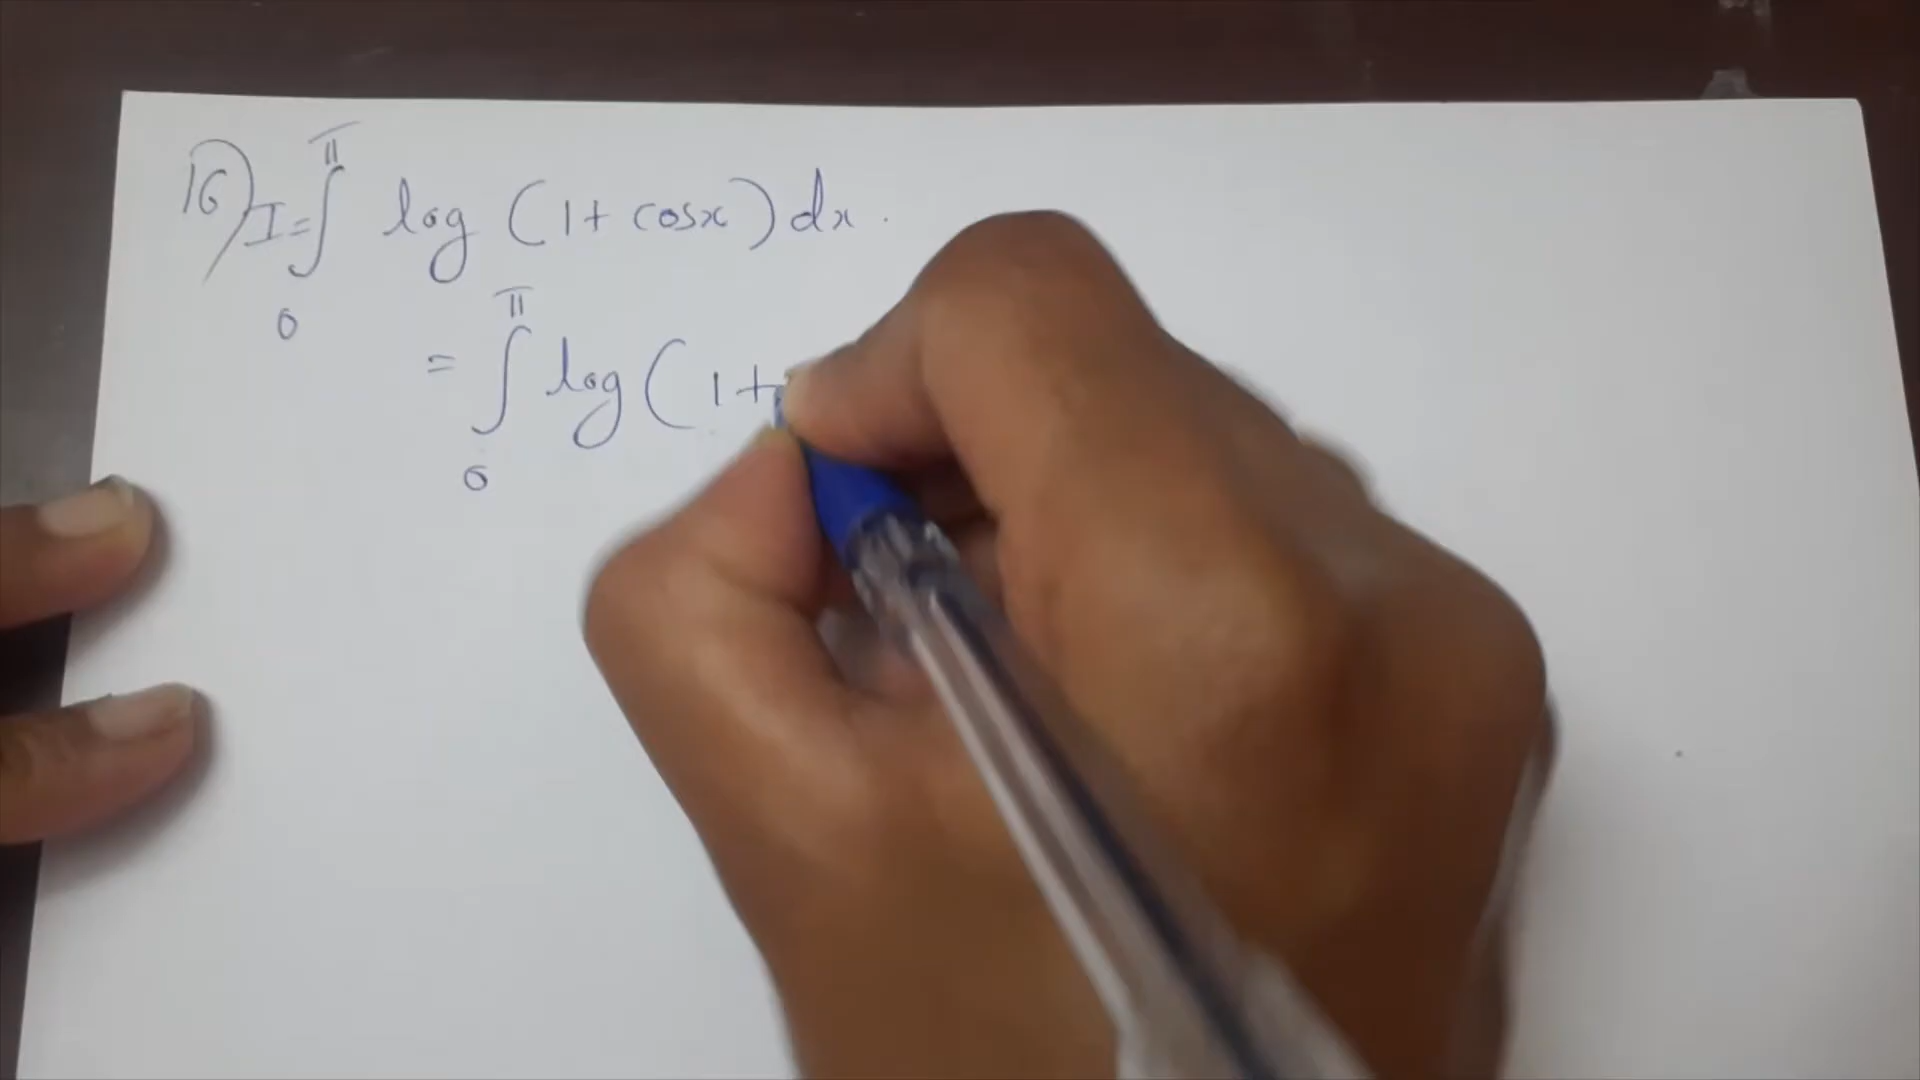 16) I = ∫₀^π log (1 + cosx) dx.
= ∫₀^π log (1 +